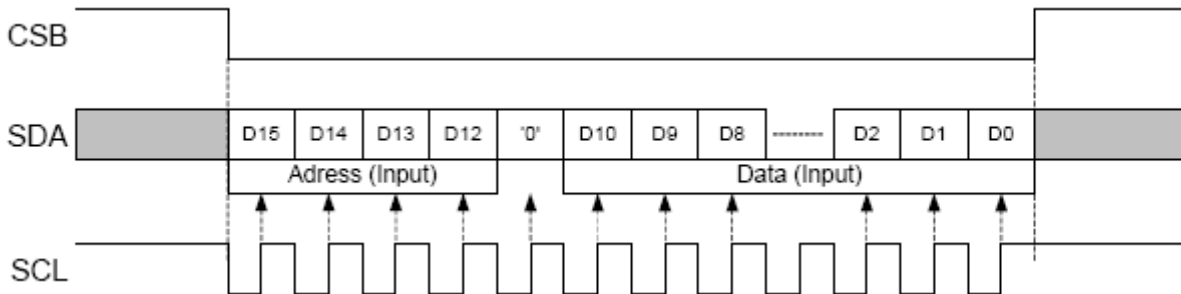 CSB
SDA D15 D14 D13 D12 '0' D10 D9 D8 -------- D2 D1 D0
Adress (Input) Data (Input)
SCL